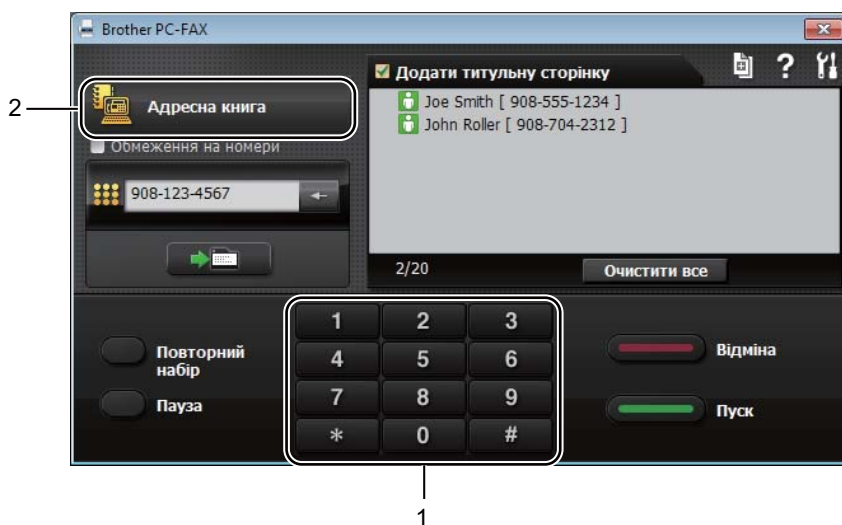 Brother PC-FAX
2
Адресна книга
Обмеження на номери
908-123-4567
Додати титульну сторінку
?
Joe Smith [ 908-555-1234 ]
John Roller [ 908-704-2312 ]
2/20
Очистити все
Повторний
набір
Пауза
1 2 3
4 5 6
7 8 9
* 0 #
Відміна
Пуск
1